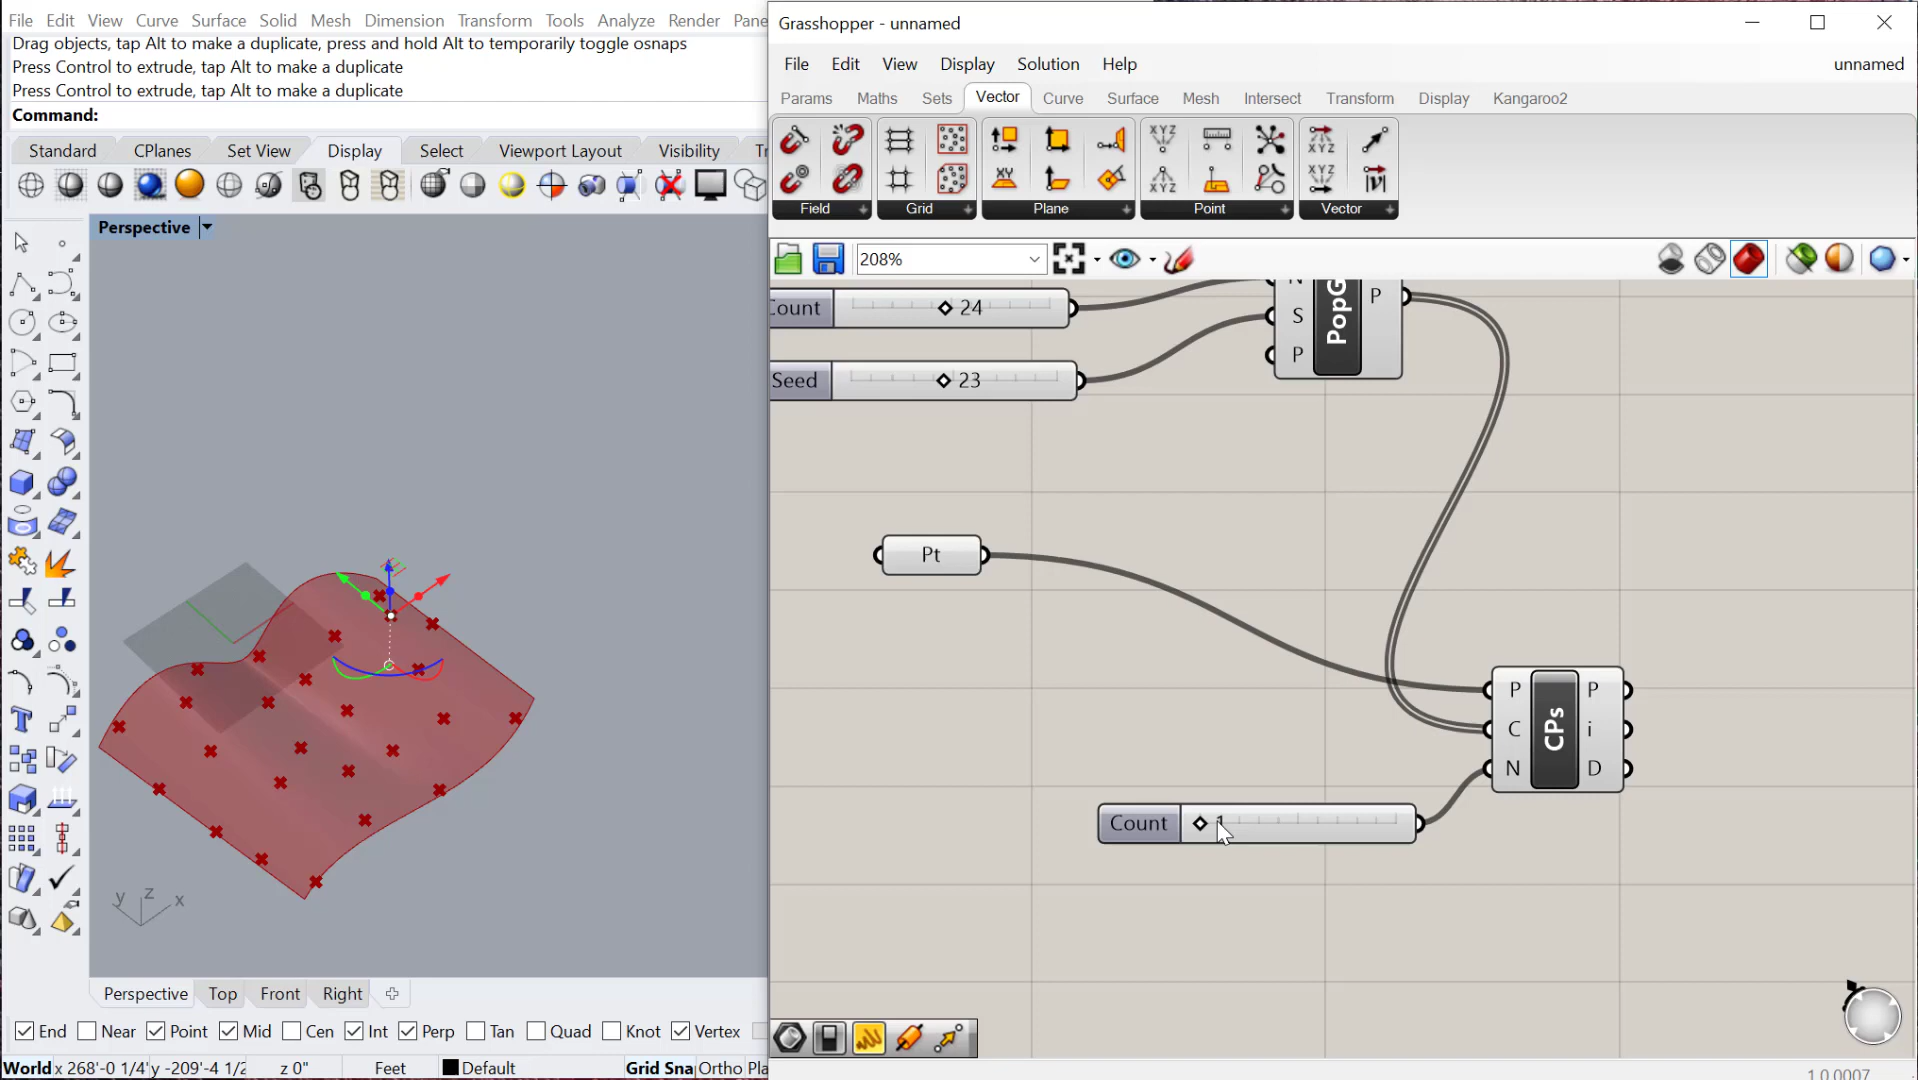 File Edit View Curve Surface Solid Mesh Dimension Transform Tools Analyze Render Pane
Drag objects, tap Alt to make a duplicate, press and hold Alt to temporarily toggle osnaps
Press Control to extrude, tap Alt to make a duplicate
Press Control to extrude, tap Alt to make a duplicate
Command:
Standard CPlanes Set View Display Select Viewport Layout Visibility
Perspective
y z x
Perspective Top Front Right
End Near Point Mid Cen Int Perp Tan Quad Knot Vertex
World x 268'-0 1/4" y -209'-4 1/2 z 0" Feet Default Grid Sna Ortho Pla
Grasshopper - unnamed
File Edit View Display Solution Help unnamed
Params Maths Sets Vector Curve Surface Mesh Intersect Transform Display Kangaroo2
Field Grid Plane Point Vector
208%
Count 24
Seed 23
N
S
P
PopG
P
Pt
P
C
N
CPs
P
i
D
Count 1
1.0.0007